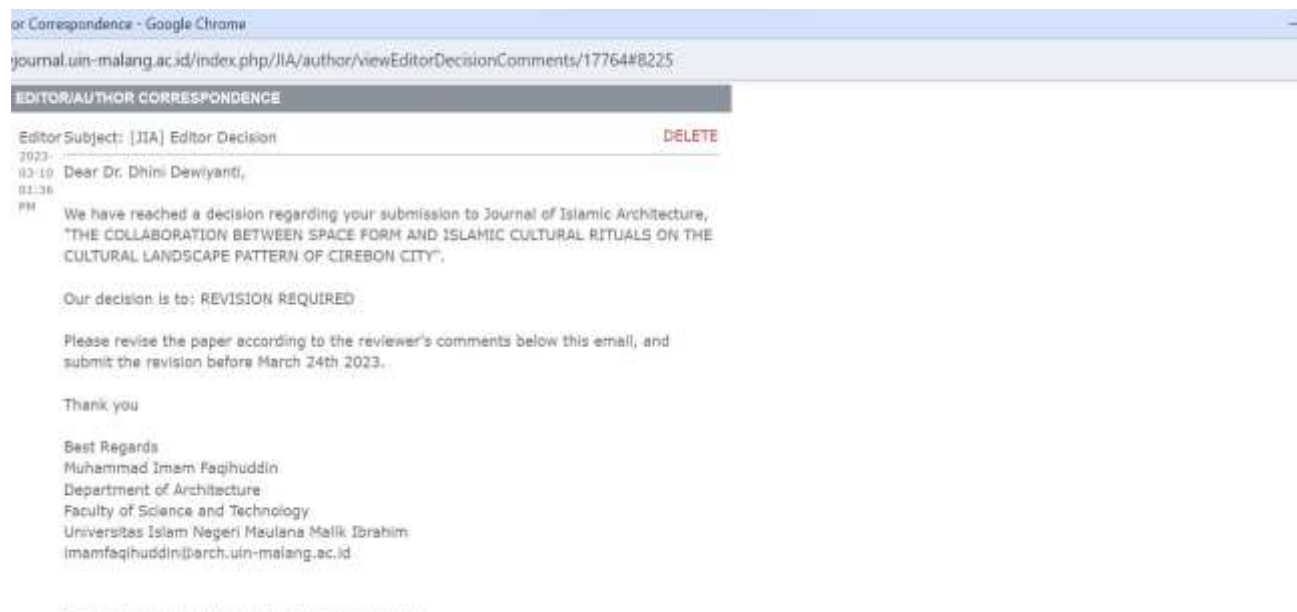 or Correspondence - Google Chrome
ejournal.uin-malang.ac.id/index.php/JIA/author/viewEditorDecisionComments/17764#8225
EDITOR/AUTHOR CORRESPONDENCE
Editor Subject: [JIA] Editor Decision DELETE
2023-
03-10 Dear Dr. Dhini Dewiyanti,
01:36
PM We have reached a decision regarding your submission to Journal of Islamic Architecture,
"THE COLLABORATION BETWEEN SPACE FORM AND ISLAMIC CULTURAL RITUALS ON THE
CULTURAL LANDSCAPE PATTERN OF CIREBON CITY".
Our decision is to: REVISION REQUIRED
Please revise the paper according to the reviewer's comments below this email, and
submit the revision before March 24th 2023.
Thank you
Best Regards
Muhammad Imam Faqihuddin
Department of Architecture
Faculty of Science and Technology
Universitas Islam Negeri Maulana Malik Ibrahim
imamfaqihuddin@arch.uin-malang.ac.id